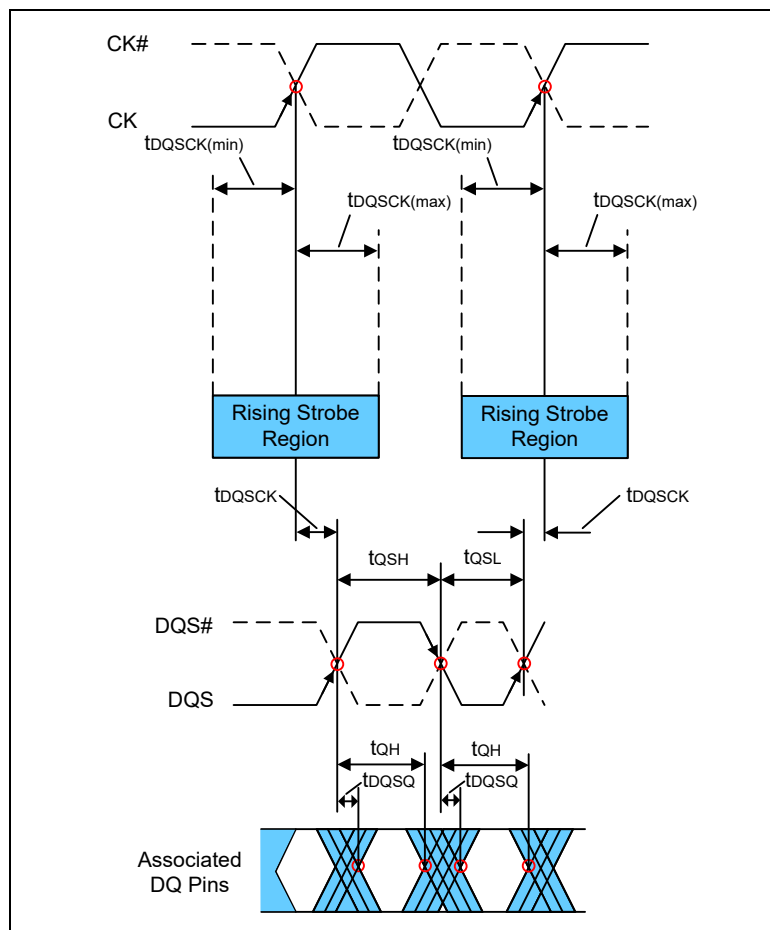 CK#
CK
tDQSCK(min)
tDQSCK(min)
tDQSCK(max)
tDQSCK(max)
Rising Strobe
Region
Rising Strobe
Region
tDQSCK
tDQSCK
tQSH
tQSL
DQS#
DQS
tQH
tQH
tDQSQ
tDQSQ
Associated
DQ Pins